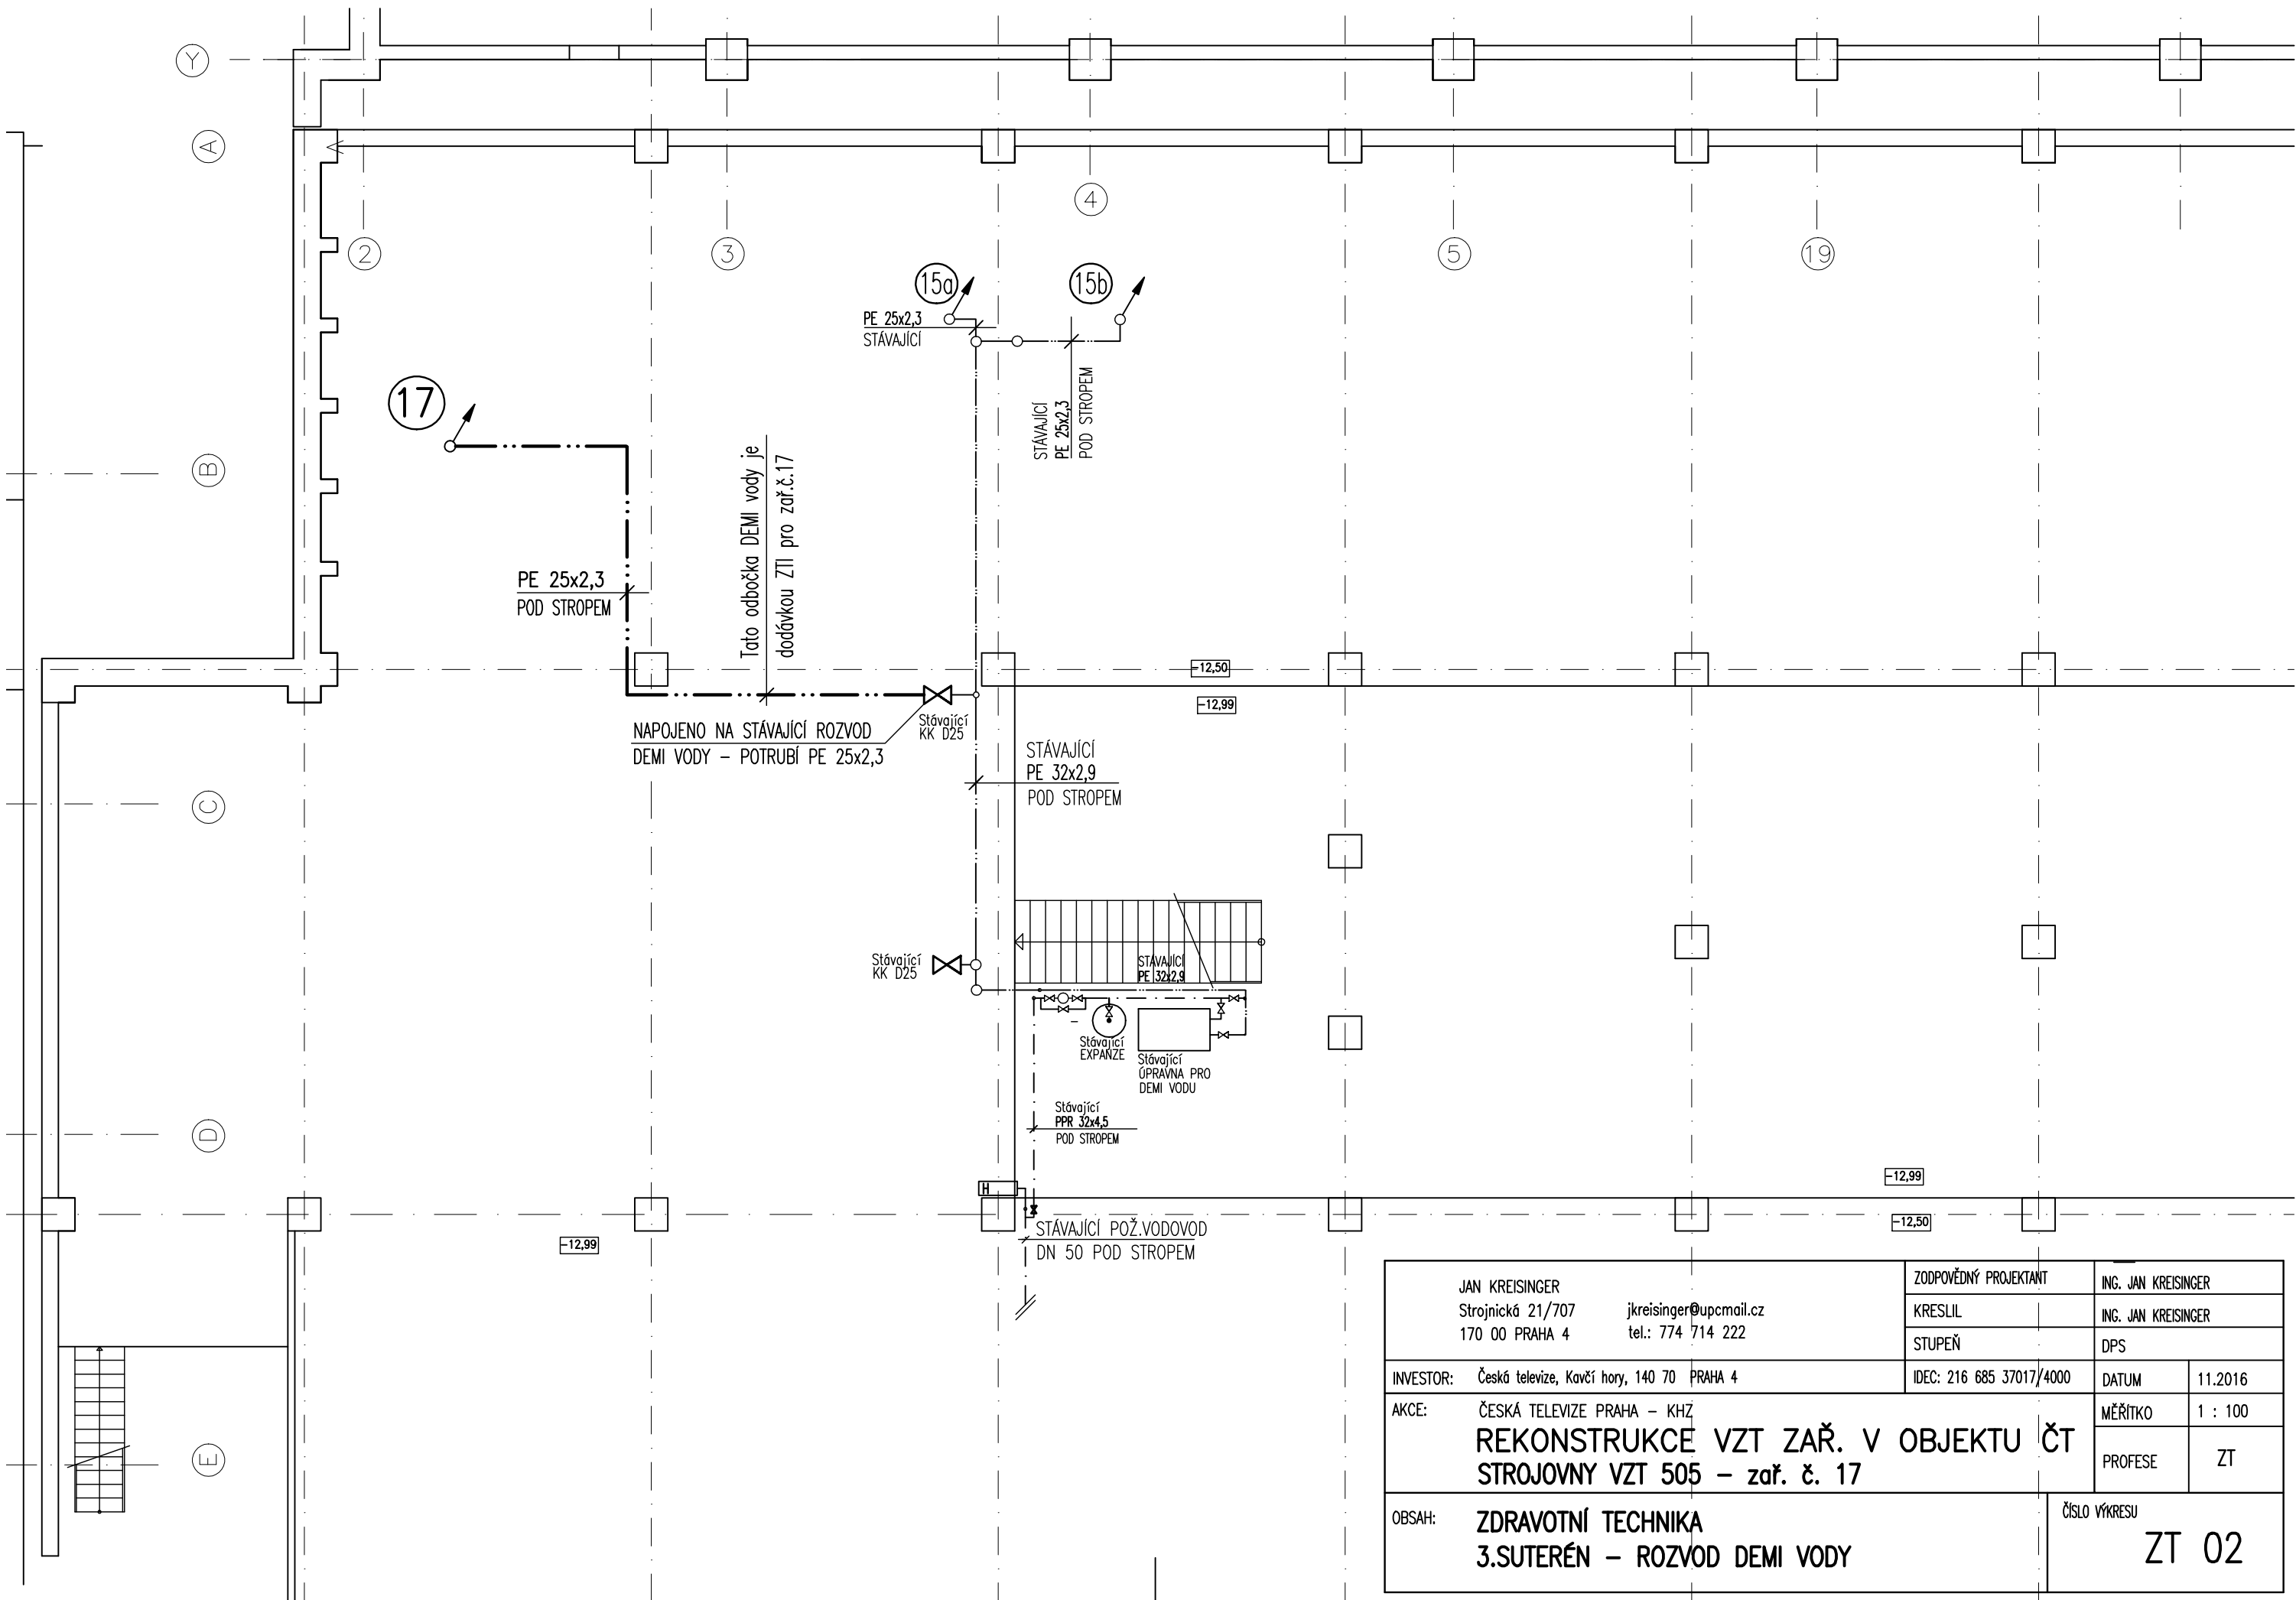 Y
A
4
2
3
5
19
15a
15b
PE 25x2,3
STÁVAJÍCÍ
17
STÁVAJÍCÍ
PE 25x2,3
POD STROPEM
B
Tato odbočka DEMI vody je
dodávkou ZTI pro zař.č.17
PE 25x2,3
POD STROPEM
-12,50
-12,99
NAPOJENO NA STÁVAJÍCÍ ROZVOD
DEMI VODY - POTRUBÍ PE 25x2,3
Stávající
KK D25
STÁVAJÍCÍ
PE 32x2,9
POD STROPEM
C
Stávající
KK D25
STÁVAJÍCÍ
PE 32x2,9
Stávající
EXPANZE
Stávající
ÚPRAVNA PRO
DEMI VODU
Stávající
PPR 32x4,5
POD STROPEM
D
-12,99
H
STÁVAJÍCÍ POŽ.VODOVOD
DN 50 POD STROPEM
-12,50
-12,99
E
JAN KREISINGER
Strojnická 21/707 jkreisinger@upcmail.cz
170 00 PRAHA 4 tel.: 774 714 222
ZODPOVĚDNÝ PROJEKTANT ING. JAN KREISINGER
KRESLIL ING. JAN KREISINGER
STUPEŇ DPS
INVESTOR: Česká televize, Kavčí hory, 140 70 PRAHA 4
IDEC: 216 685 37017/4000
DATUM 11.2016
AKCE: ČESKÁ TELEVIZE PRAHA - KHZ
REKONSTRUKCE VZT ZAŘ. V OBJEKTU ČT
STROJOVNY VZT 505 - zař. č. 17
MĚŘÍTKO 1 : 100
PROFESE ZT
OBSAH: ZDRAVOTNÍ TECHNIKA
3.SUTERÉN - ROZVOD DEMI VODY
ČÍSLO VÝKRESU
ZT 02